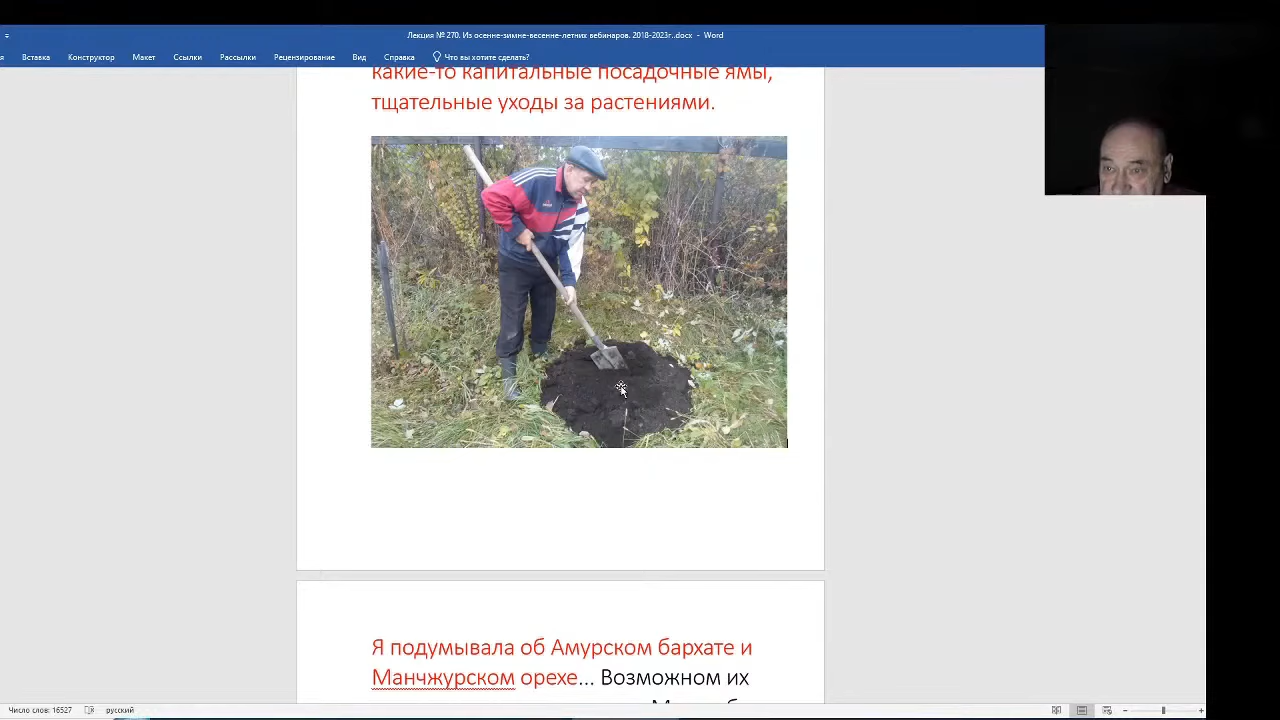 Лекция № 270. Из осенне-зимне-весенне-летних вебинаров. 2018-2023г..docx - Word
я Вставка Конструктор Макет Ссылки Рассылки Рецензирование Вид Справка Что вы хотите сделать?
какие-то капитальные посадочные ямы,
тщательные уходы за растениями.
Я подумывала об Амурском бархате и
Манчжурском орехе... Возможном их
Число слов: 16527 русский